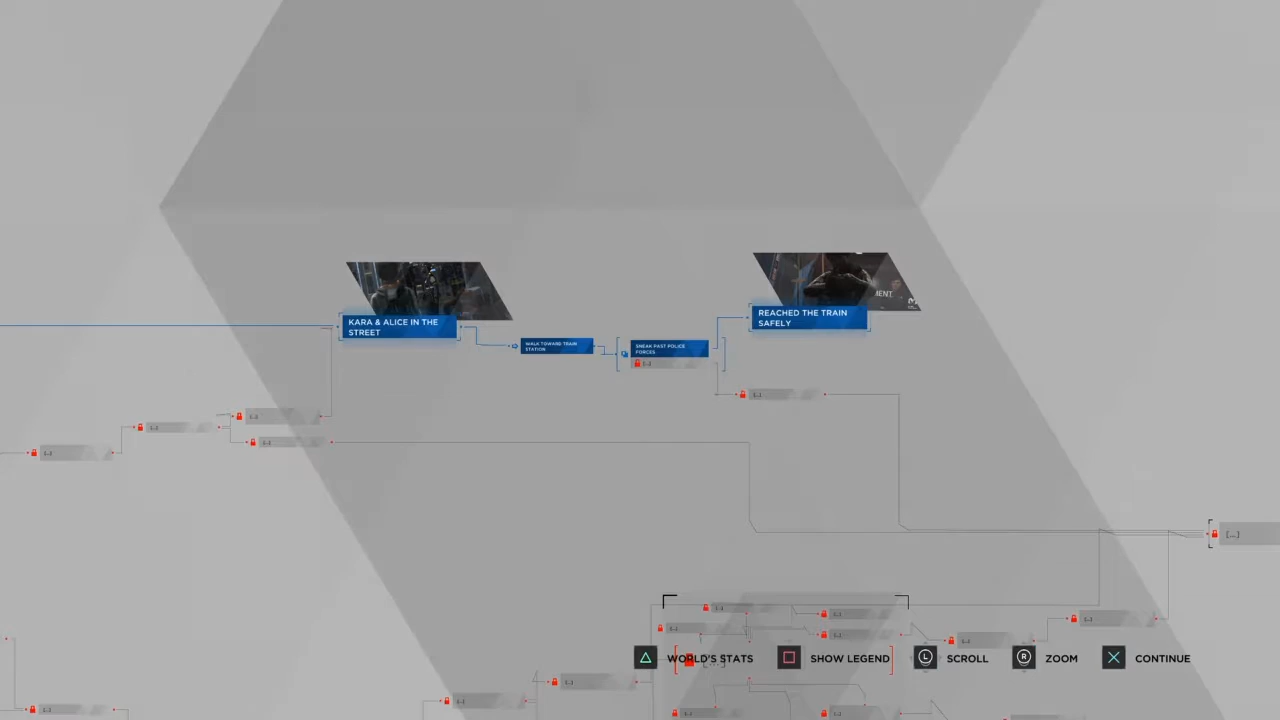 KARA & ALICE IN THE
STREET
WALK TOWARD TRAIN
STATION
SNEAK PAST POLICE
FORCES
[...]
MENT
REACHED THE TRAIN
SAFELY
[...]
[...]
[...]
[...]
[...]
[...]
[...]
[...]
[...]
[...]
[...]
[...]
WORLD'S STATS
[...]
SHOW LEGEND
L
SCROLL
R
ZOOM
CONTINUE
[...]
[...]
[...]
[...]
[...]